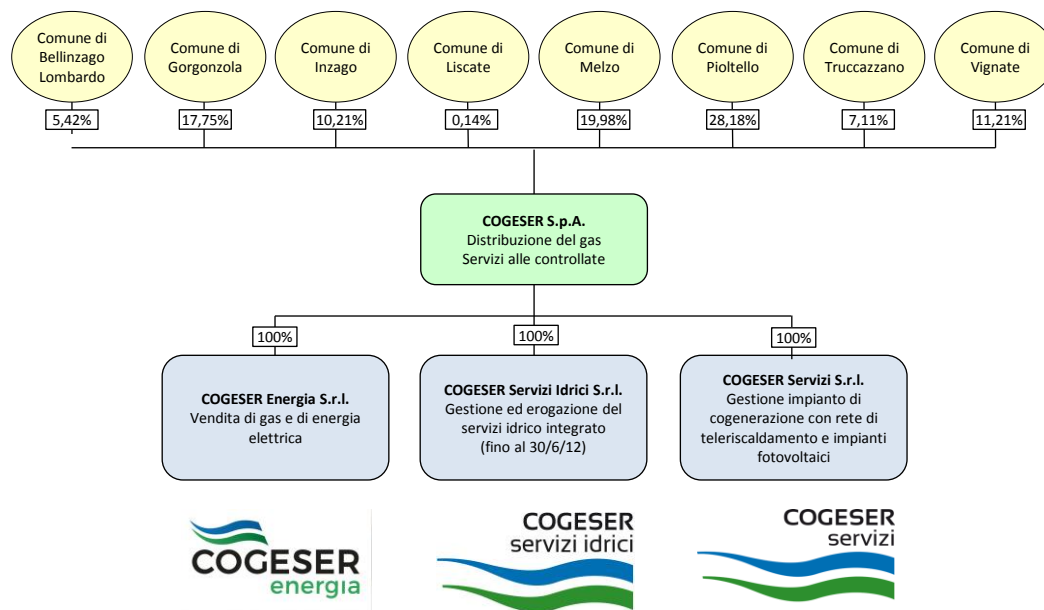 Comune di
Bellinzago
Lombardo
Comune di
Gorgonzola
Comune di
Inzago
Comune di
Liscate
Comune di
Melzo
Comune di
Pioltello
Comune di
Truccazzano
Comune di
Vignate
5,42%
17,75%
10,21%
0,14%
19,98%
28,18%
7,11%
11,21%
COGESER S.p.A.
Distribuzione del gas
Servizi alle controllate
100%
100%
100%
COGESER Energia S.r.l.
Vendita di gas e di energia
elettrica
COGESER Servizi Idrici S.r.l.
Gestione ed erogazione del
servizi idrico integrato
(fino al 30/6/12)
COGESER Servizi S.r.l.
Gestione impianto di
cogenerazione con rete di
teleriscaldamento e impianti
fotovoltaici
COGESER
energia
COGESER
servizi idrici
COGESER
servizi